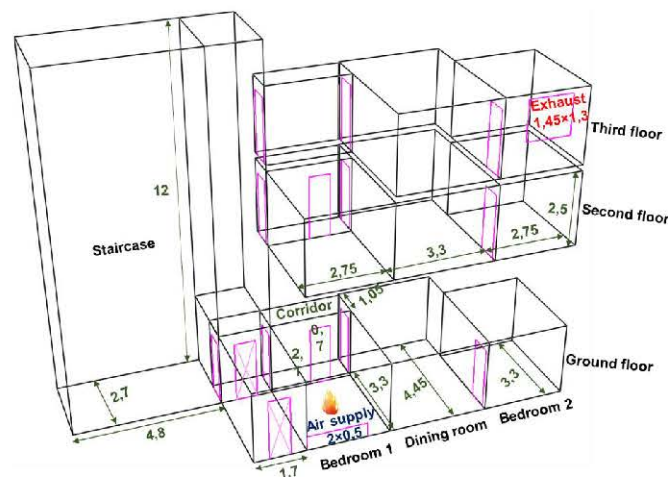 Exhaust
1,45×1,3
Third floor
12
Staircase
Second floor
2,5
2,75
3,3
2,75
Corridor
1,05
0,
7
2,
Ground floor
2,7
3,3
4,45
3,3
4,8
Air supply
2×0,5
1,7
Bedroom 1
Dining room
Bedroom 2